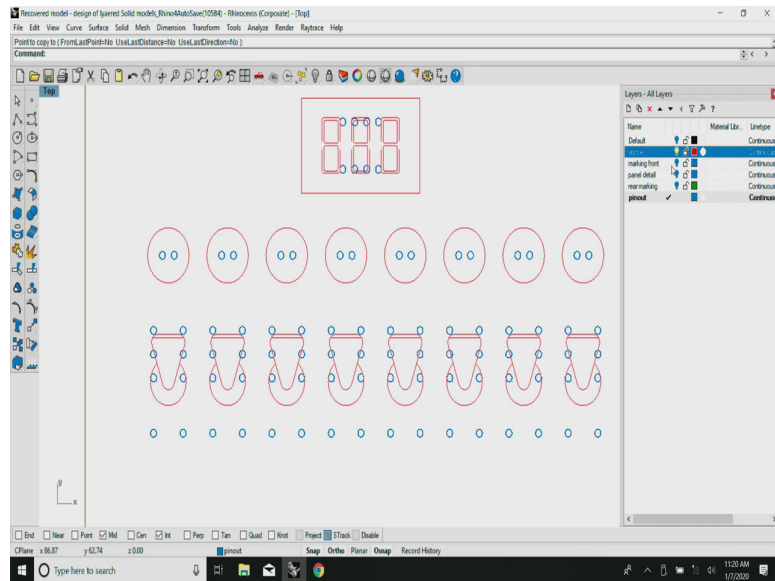 Recovered model - design of lyaered Solid models_Rhino4AutoSave(10584) - Rhinoceros (Corporate) - [Top]
File Edit View Curve Surface Solid Mesh Dimension Transform Tools Analyze Render Raytrace Help
Point to copy to ( FromLastPoint=No UseLastDistance=No UseLastDirection=No ):
Command:
Top
Layers - All Layers
Name Material Libr... Linetype
Default Continuous
Continuous
marking front Continuous
panel detail Continuous
rear marking Continuous
pinout ✓ Continuous
y
x
End Near Point Mid Cen Int Perp Tan Quad Knot Project STrack Disable
CPlane x 86.87 y 62.74 z 0.00 pinout Snap Ortho Planar Osnap Record History
Type here to search
11:20 AM
1/7/2020